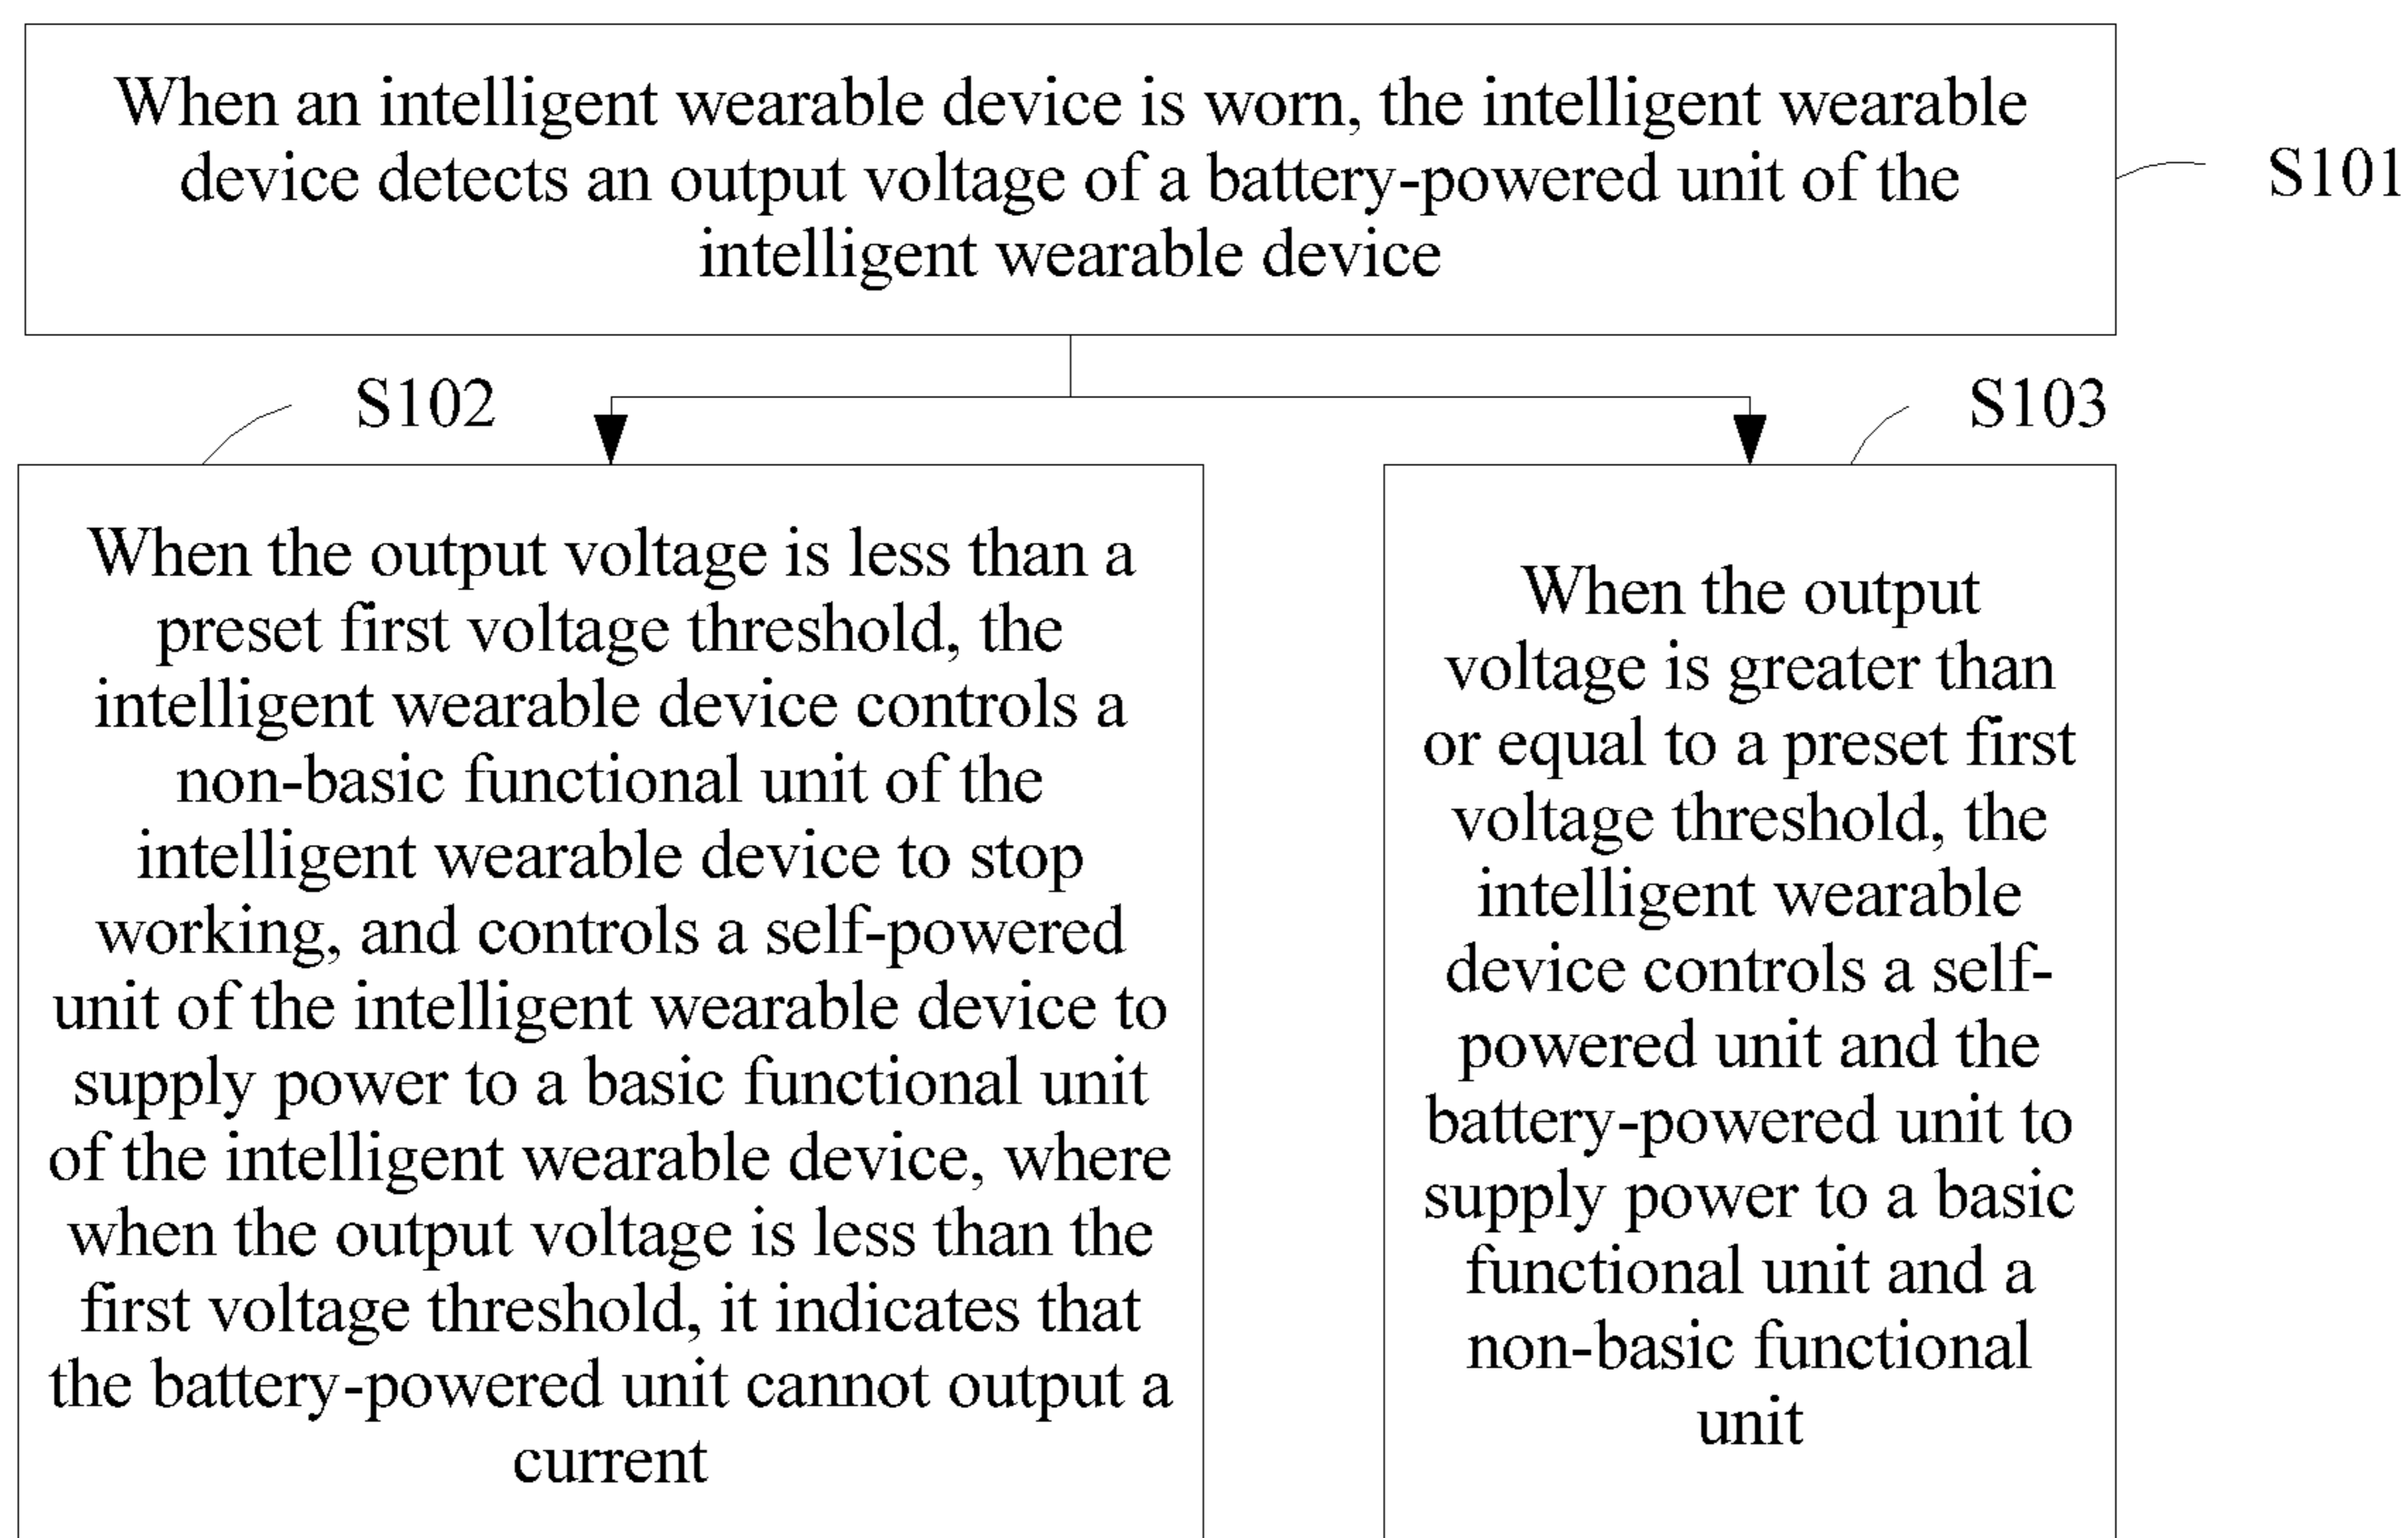 When an intelligent wearable device is worn, the intelligent wearable
device detects an output voltage of a battery-powered unit of the
intelligent wearable device
S101
S102
When the output voltage is less than a
preset first voltage threshold, the
intelligent wearable device controls a
non-basic functional unit of the
intelligent wearable device to stop
working, and controls a self-powered
unit of the intelligent wearable device to
supply power to a basic functional unit
of the intelligent wearable device, where
when the output voltage is less than the
first voltage threshold, it indicates that
the battery-powered unit cannot output a
current
S103
When the output
voltage is greater than
or equal to a preset first
voltage threshold, the
intelligent wearable
device controls a self-
powered unit and the
battery-powered unit to
supply power to a basic
functional unit and a
non-basic functional
unit